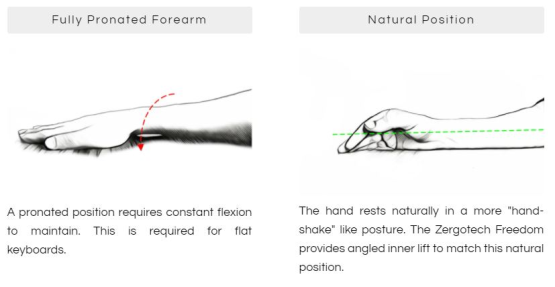 Fully Pronated Forearm
A pronated position requires constant flexion
to maintain. This is required for flat
keyboards.
Natural Position
The hand rests naturally in a more "hand-
shake" like posture. The Zergotech Freedom
provides angled inner lift to match this natural
position.